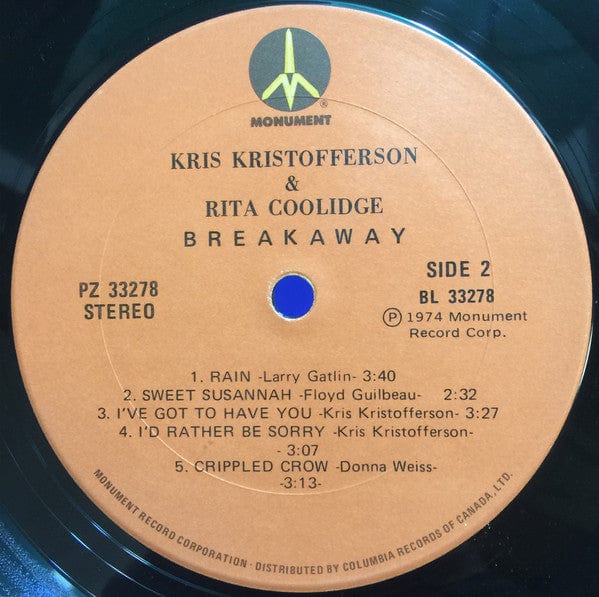 ®
MONUMENT
KRIS KRISTOFFERSON
&
RITA COOLIDGE
BREAKAWAY
PZ 33278
STEREO
SIDE 2
BL 33278
℗ 1974 Monument
Record Corp.
1. RAIN -Larry Gatlin- 3:40
2. SWEET SUSANNAH -Floyd Guilbeau- 2:32
3. I'VE GOT TO HAVE YOU -Kris Kristofferson- 3:27
4. I'D RATHER BE SORRY -Kris Kristofferson-
- 3:07
5. CRIPPLED CROW -Donna Weiss-
-3:13-
MONUMENT RECORD CORPORATION - DISTRIBUTED BY COLUMBIA RECORDS OF CANADA, LTD.